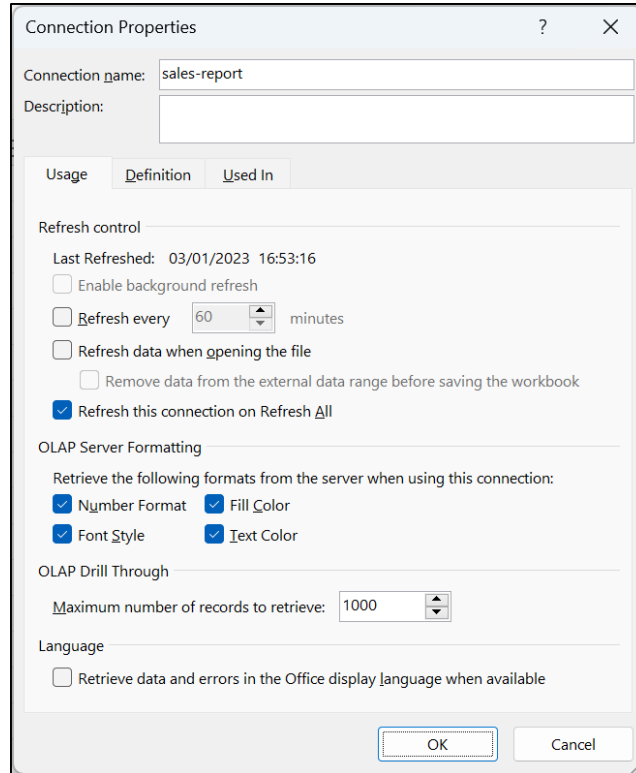 Connection Properties ?
Connection name: sales-report
Description:
Usage Definition Used In
Refresh control
Last Refreshed: 03/01/2023 16:53:16
Enable background refresh
Refresh every 60 minutes
Refresh data when opening the file
Remove data from the external data range before saving the workbook
Refresh this connection on Refresh All
OLAP Server Formatting
Retrieve the following formats from the server when using this connection:
Number Format Fill Color
Font Style Text Color
OLAP Drill Through
Maximum number of records to retrieve: 1000
Language
Retrieve data and errors in the Office display language when available
OK Cancel